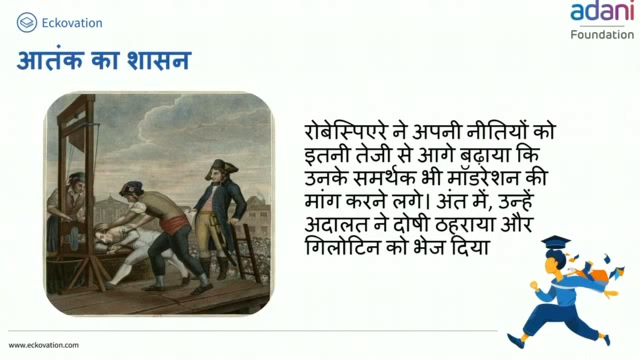 Eckovation
adani
Foundation
आतंक का शासन
रोबेस्पिएरे ने अपनी नीतियों को
इतनी तेजी से आगे बढ़ाया कि
उनके समर्थक भी मॉडरेशन की
मांग करने लगे। अंत में, उन्हें
अदालत ने दोषी ठहराया और
गिलोटिन को भेज दिया
www.eckovation.com